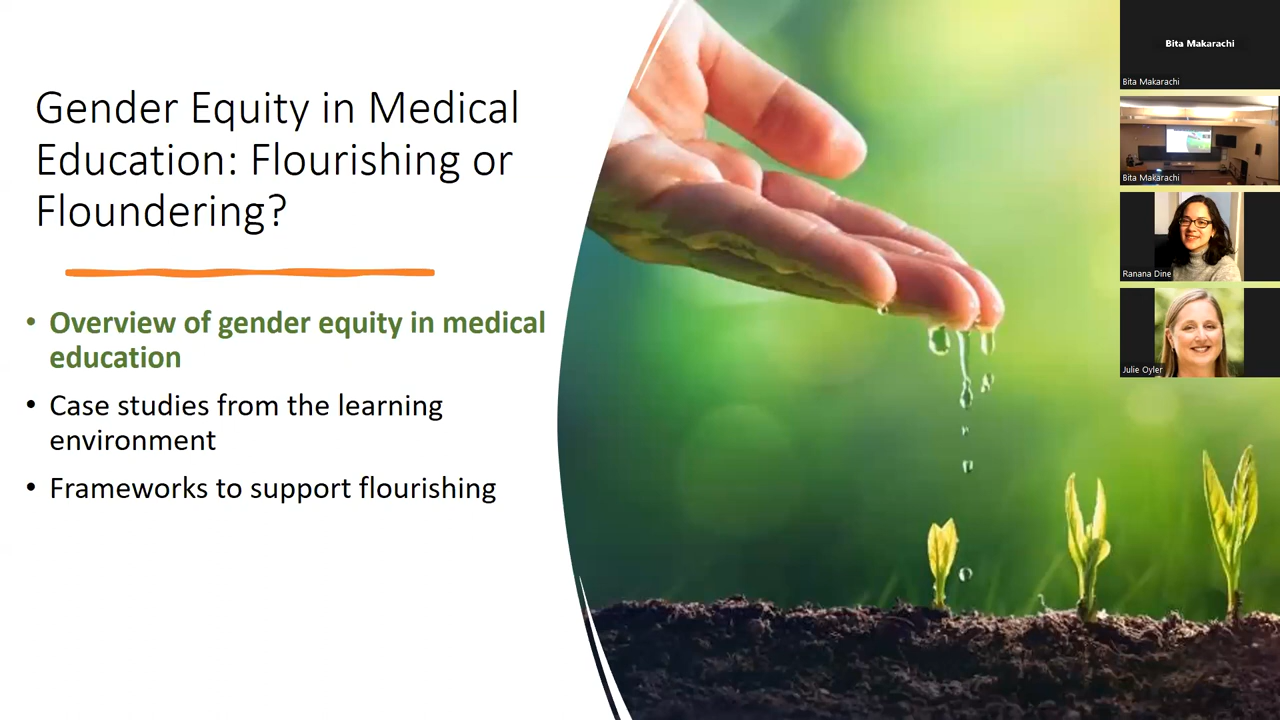 Gender Equity in Medical
Education: Flourishing or
Floundering?
• Overview of gender equity in medical
education
• Case studies from the learning
environment
• Frameworks to support flourishing
Bita Makarachi
Bita Makarachi
Bita Makarachi
Ranana Dine
Julie Oyler